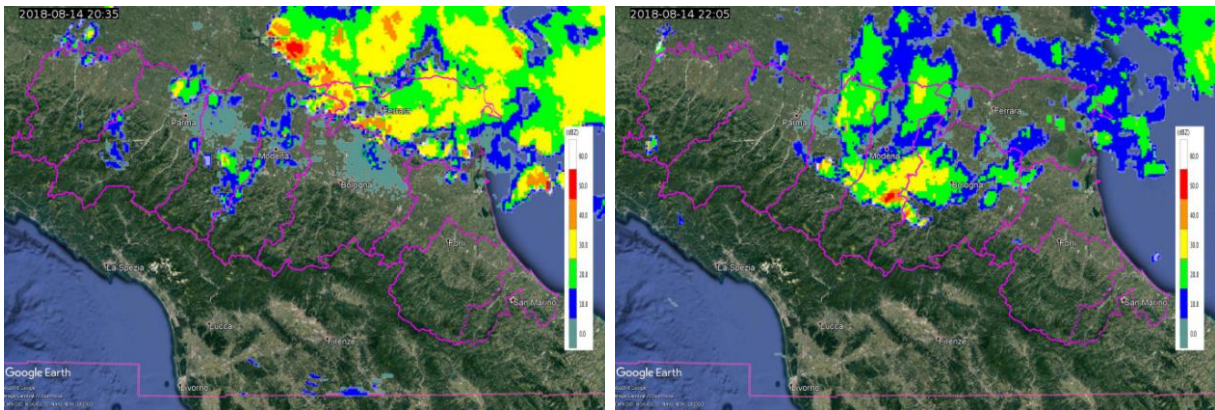 2018-08-14 20:35
Ferrara
Parma
Modena
Bologna
(dBZ)
60.0
50.0
40.0
30.0
20.0
10.0
0.0
Forlì
La Spezia
San Marino
Lucca
Firenze
Google Earth
Livorno
2018-08-14 22:05
Ferrara
Parma
Modena
Bologna
(dBZ)
60.0
50.0
40.0
30.0
20.0
10.0
0.0
Forlì
La Spezia
San Marino
Lucca
Firenze
Google Earth
Livorno